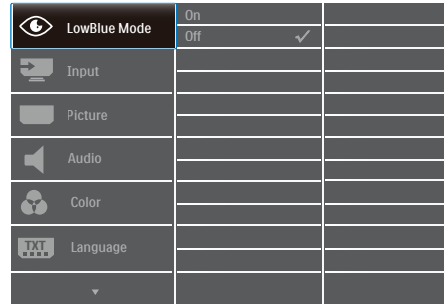 LowBlue Mode
On
Off
Input
Picture
Audio
Color
TXT
Language